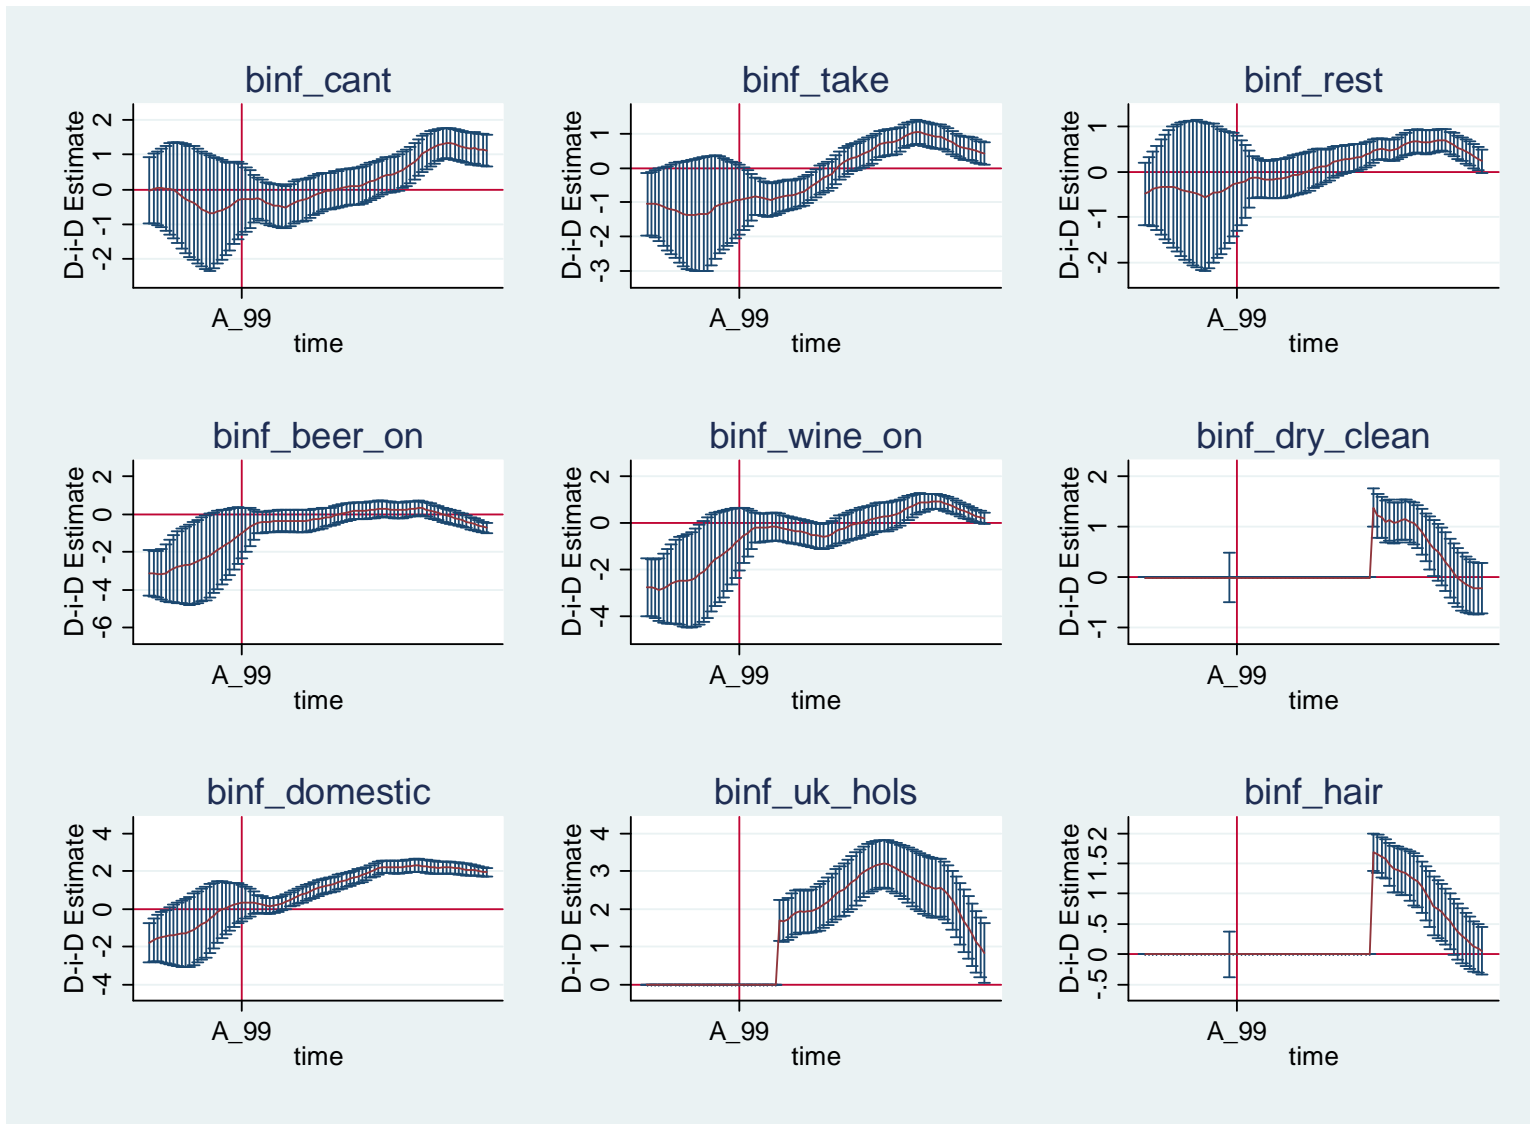 binf_cant
D-i-D Estimate
2
1
0
-1
-2
A_99
time
binf_take
D-i-D Estimate
1
0
-1
-2
-3
A_99
time
binf_rest
D-i-D Estimate
1
0
-1
-2
A_99
time
binf_beer_on
D-i-D Estimate
2
0
-2
-4
-6
A_99
time
binf_wine_on
D-i-D Estimate
2
0
-2
-4
A_99
time
binf_dry_clean
D-i-D Estimate
2
1
0
-1
A_99
time
binf_domestic
D-i-D Estimate
4
2
0
-2
-4
A_99
time
binf_uk_hols
D-i-D Estimate
4
3
2
1
0
A_99
time
binf_hair
D-i-D Estimate
2
1.5
1
.5
0
-.5
A_99
time